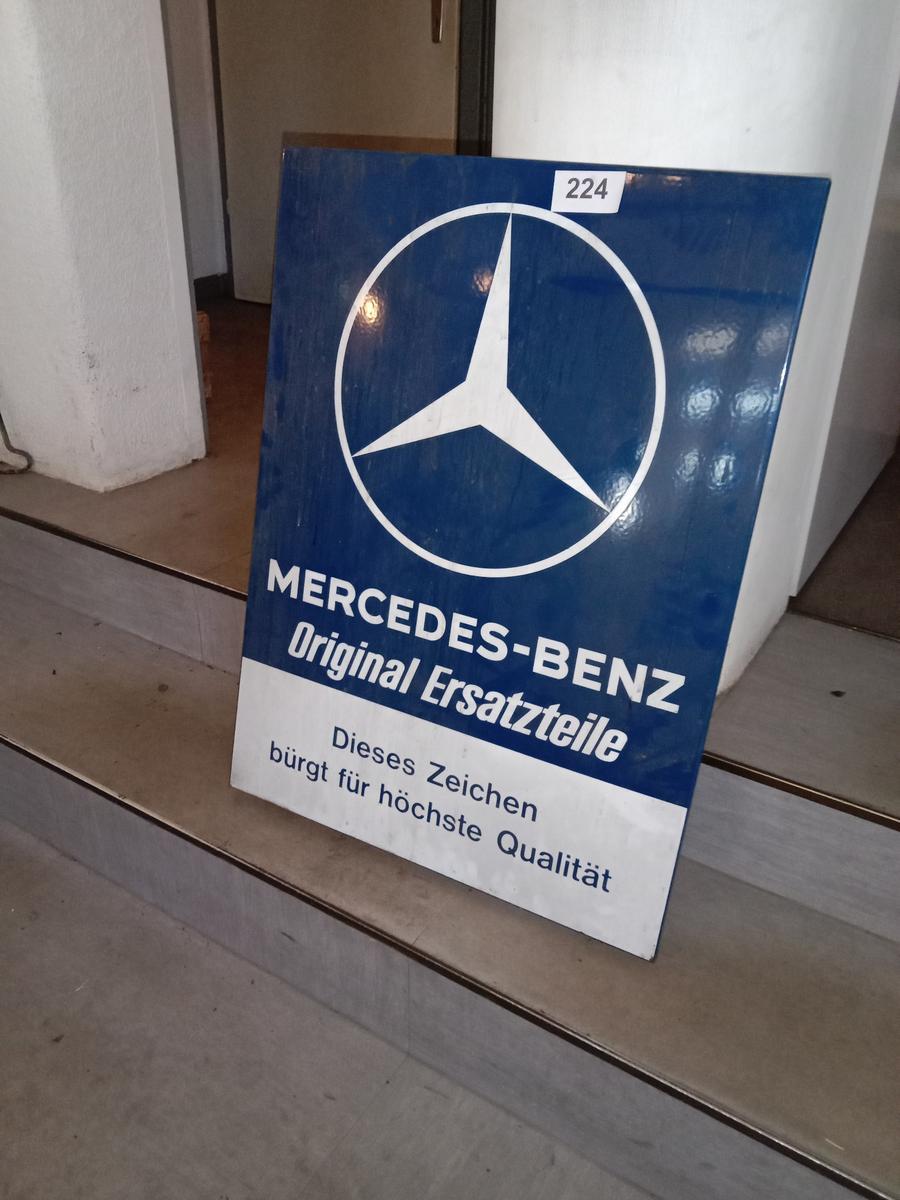 224
MERCEDES-BENZ
Original Ersatzteile
Dieses Zeichen
bürgt für höchste Qualität